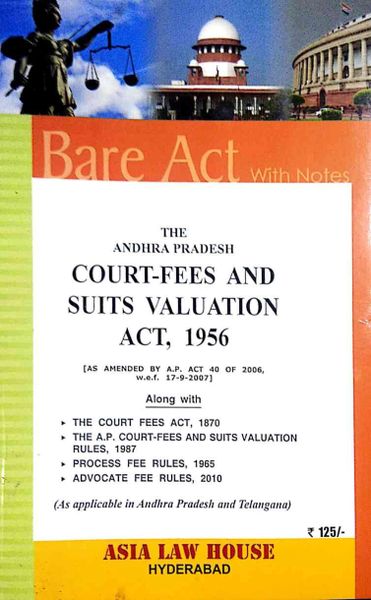 Bare Act With Notes
THE
ANDHRA PRADESH
COURT-FEES AND
SUITS VALUATION
ACT, 1956
[AS AMENDED BY A.P. ACT 40 OF 2006,
w.e.f. 17-9-2007]
Along with
▸ THE COURT FEES ACT, 1870
▸ THE A.P. COURT-FEES AND SUITS VALUATION
RULES, 1987
▸ PROCESS FEE RULES, 1965
▸ ADVOCATE FEE RULES, 2010
(As applicable in Andhra Pradesh and Telangana)
₹ 125/-
ASIA LAW HOUSE
HYDERABAD